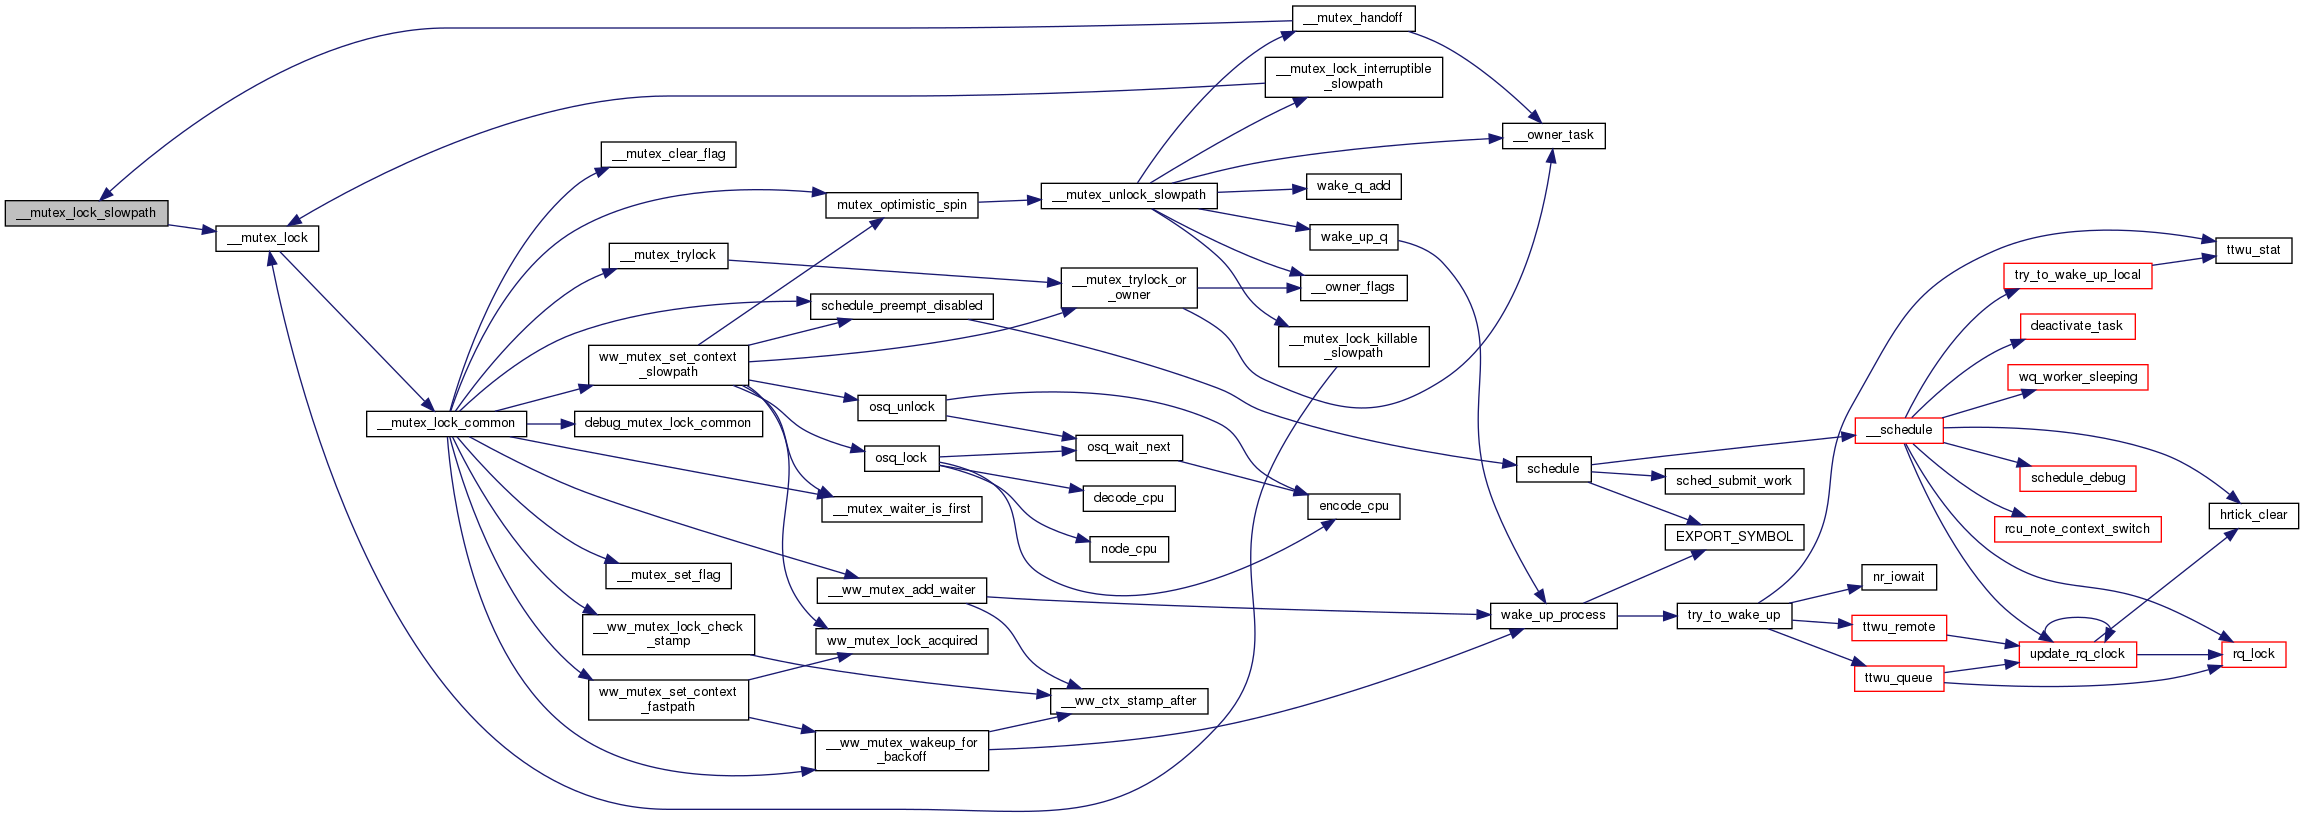 __mutex_lock_slowpath
__mutex_lock
__mutex_lock_common
__mutex_clear_flag
__mutex_trylock
ww_mutex_set_context
_slowpath
debug_mutex_lock_common
__mutex_set_flag
__ww_mutex_lock_check
_stamp
ww_mutex_set_context
_fastpath
mutex_optimistic_spin
schedule_preempt_disabled
osq_unlock
osq_lock
__mutex_waiter_is_first
__ww_mutex_add_waiter
ww_mutex_lock_acquired
__ww_mutex_wakeup_for
_backoff
__mutex_unlock_slowpath
__mutex_trylock_or
_owner
osq_wait_next
decode_cpu
node_cpu
__ww_ctx_stamp_after
__mutex_handoff
__mutex_lock_interruptible
_slowpath
wake_q_add
wake_up_q
__owner_flags
__mutex_lock_killable
_slowpath
encode_cpu
__owner_task
schedule
wake_up_process
sched_submit_work
EXPORT_SYMBOL
try_to_wake_up
__schedule
nr_iowait
ttwu_remote
ttwu_queue
try_to_wake_up_local
deactivate_task
wq_worker_sleeping
schedule_debug
rcu_note_context_switch
update_rq_clock
ttwu_stat
hrtick_clear
rq_lock